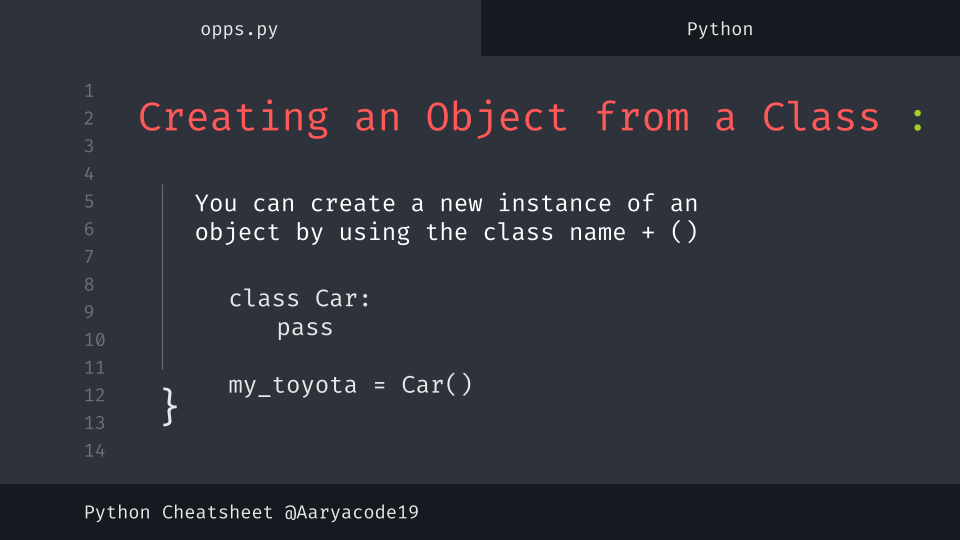 opps.py
Python
1
2
3
4
5
6
7
8
9
10
11
12
13
14
Creating an Object from a Class :
You can create a new instance of an
object by using the class name + ()
class Car:
pass
my_toyota = Car()
}
Python Cheatsheet @Aaryacode19